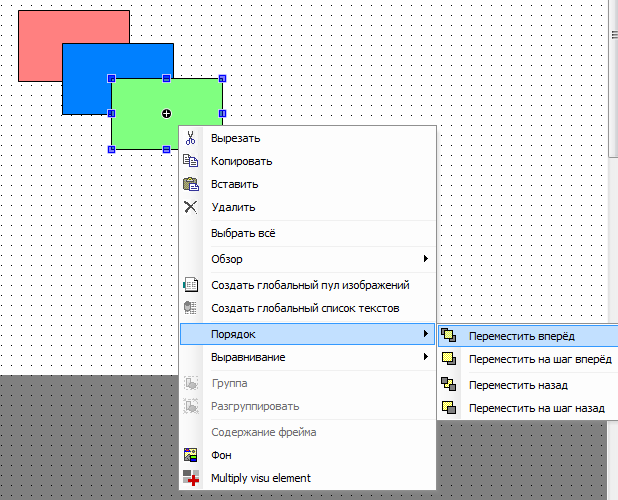 Вырезать
Копировать
Вставить
Удалить
Выбрать всё
Обзор
Создать глобальный пул изображений
Создать глобальный список текстов
Порядок
Переместить вперёд
Выравнивание
Переместить на шаг вперёд
Группа
Переместить назад
Разгруппировать
Переместить на шаг назад
Содержание фрейма
Фон
Multiply visu element